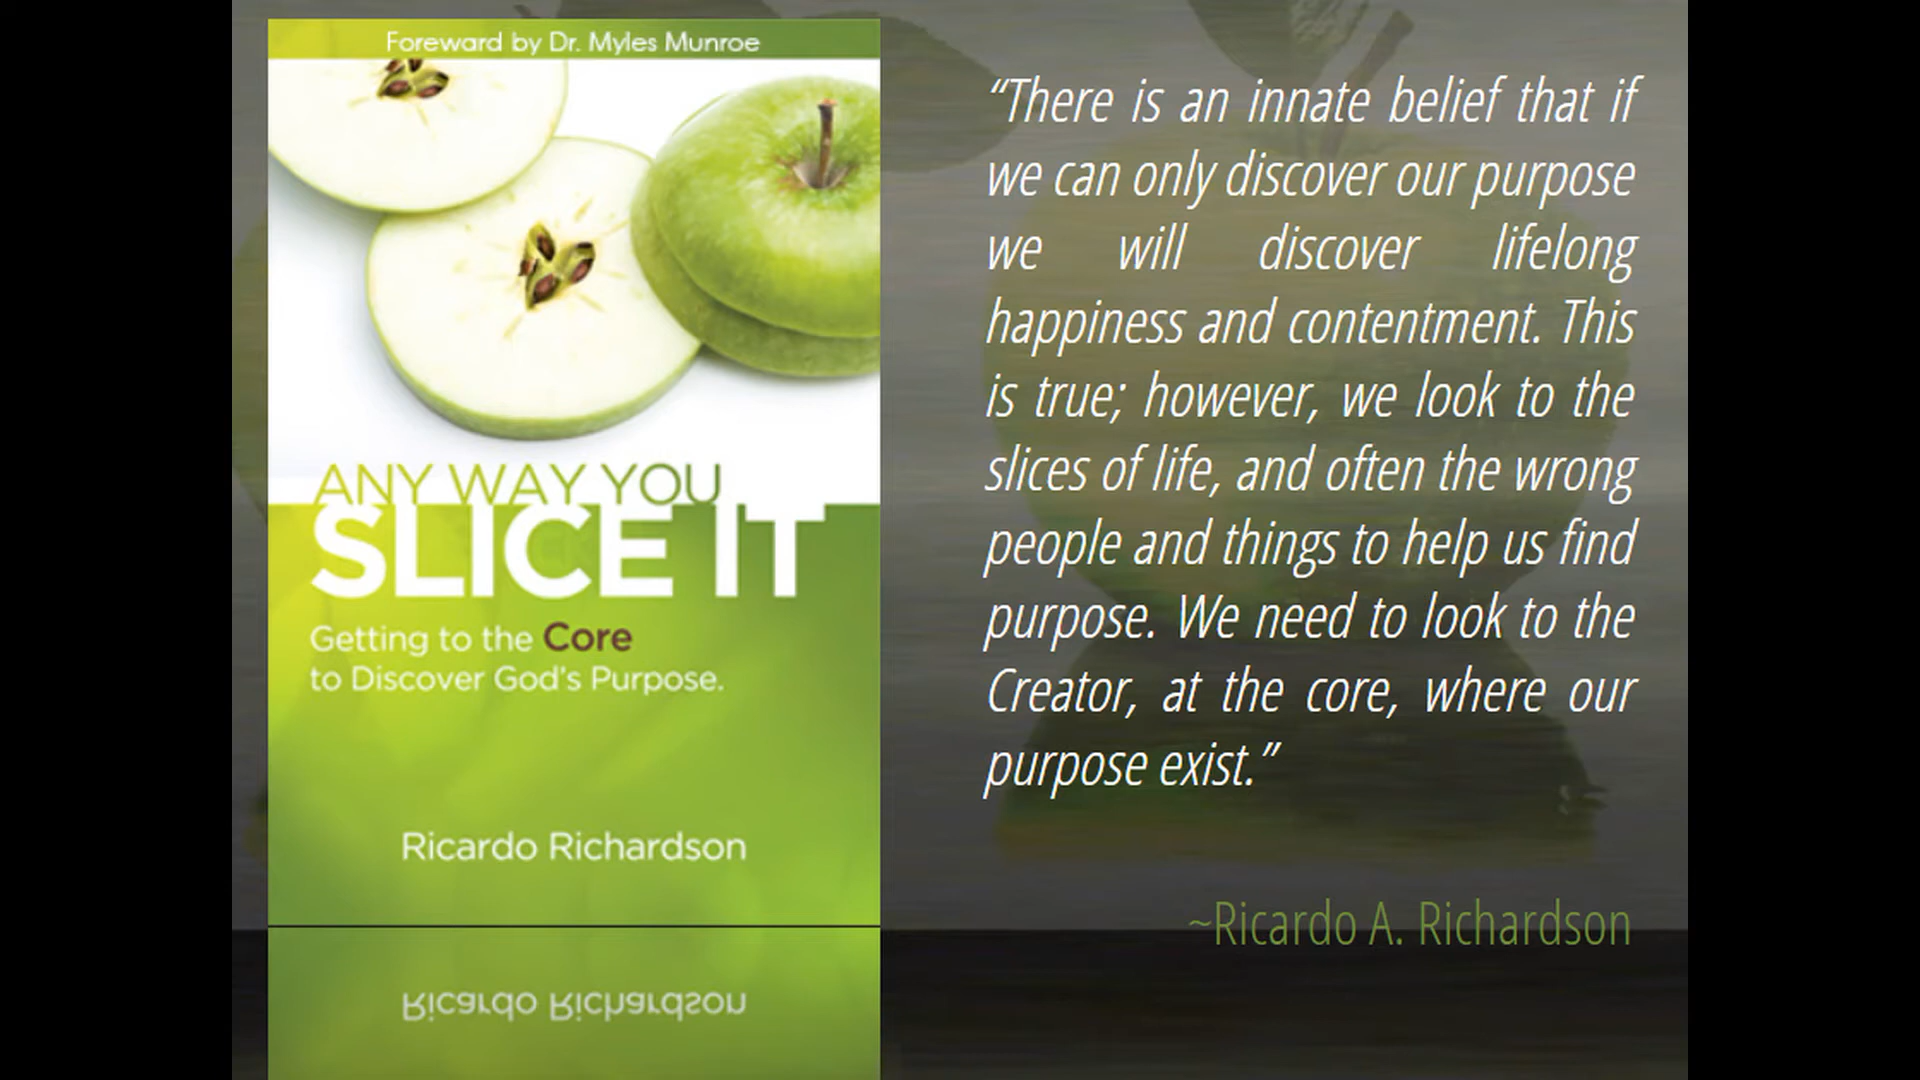 Foreward by Dr. Myles Munroe
ANY WAY YOU
SLICE IT
Getting to the Core
to Discover God's Purpose.
Ricardo Richardson
Ricardo Richardson
“There is an innate belief that if
we can only discover our purpose
we will discover lifelong
happiness and contentment. This
is true; however, we look to the
slices of life, and often the wrong
people and things to help us find
purpose. We need to look to the
Creator, at the core, where our
purpose exist.”
~Ricardo A. Richardson